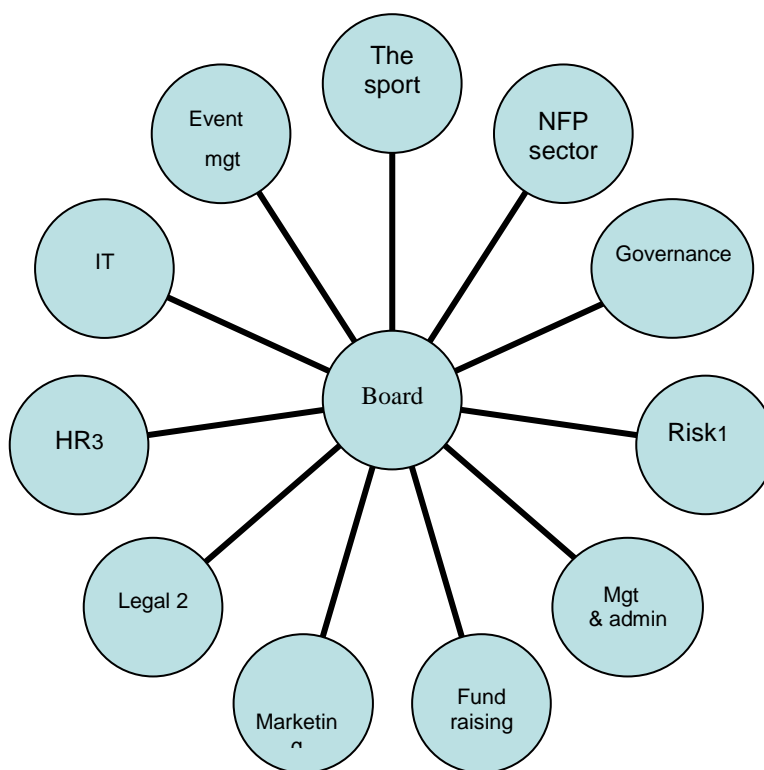 The
sport
NFP
sector
Governance
Risk1
Mgt
& admin
Fund
raising
Marketin
g
Legal 2
HR3
IT
Event
mgt
Board